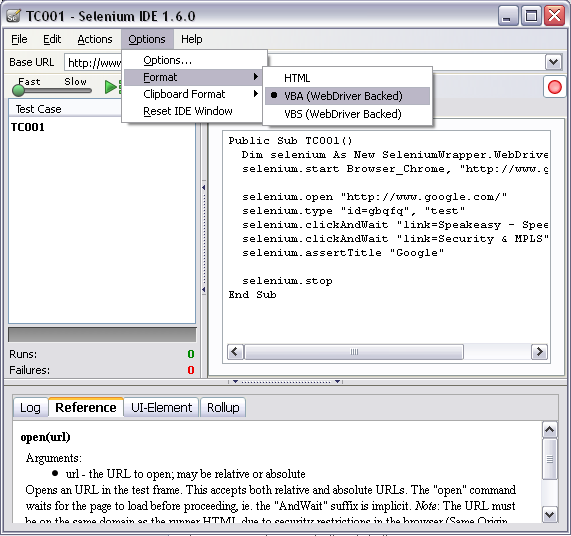 TC001 - Selenium IDE 1.6.0
File Edit Actions Options Help
Base URL http://www
Options...
Format
Clipboard Format
Reset IDE Window
HTML
VBA (WebDriver Backed)
VBS (WebDriver Backed)
Fast Slow
Test Case
TC001
Public Sub TC001()
Dim selenium As New SeleniumWrapper.WebDrive
selenium.start Browser_Chrome, "http://www.g
selenium.open "http://www.google.com/"
selenium.type "id=gbqfq", "test"
selenium.clickAndWait "link=Speakeasy - Spee
selenium.clickAndWait "link=Security & MPLS"
selenium.assertTitle "Google"
selenium.stop
End Sub
Runs: 0
Failures: 0
Log Reference UI-Element Rollup
open(url)
Arguments:
• url - the URL to open; may be relative or absolute
Opens an URL in the test frame. This accepts both relative and absolute URLs. The "open" command
waits for the page to load before proceeding, ie. the "AndWait" suffix is implicit. Note: The URL must
be on the same domain as the runner HTML due to security restrictions in the browser (Same Origin